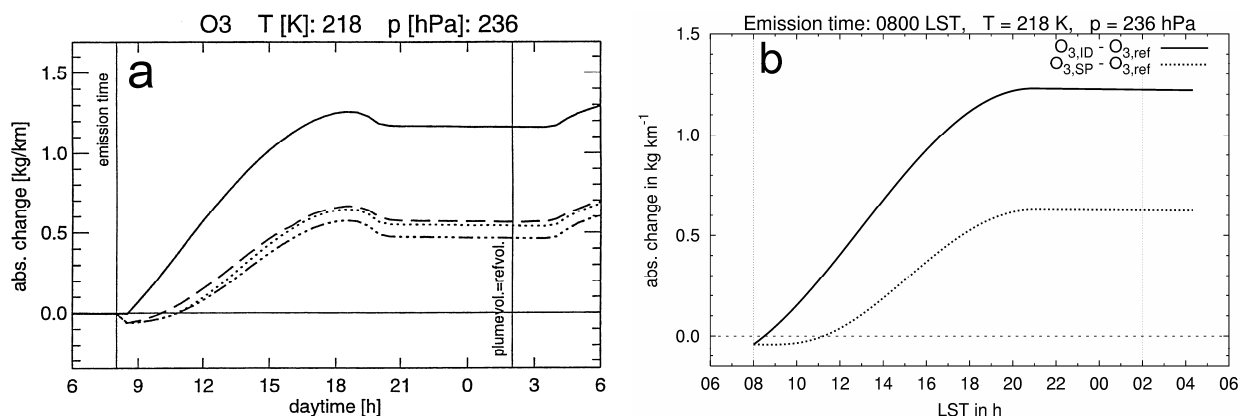 O3 T [K]: 218 p [hPa]: 236
a
emission time
plumevol.=refvol.
abs. change [kg/km]
1.5
1.0
0.5
0.0
6 9 12 15 18 21 0 3 6
daytime [h]
Emission time: 0800 LST, T = 218 K, p = 236 hPa
b
O3,ID - O3,ref
O3,SP - O3,ref
abs. change in kg km-1
1.5
1.0
0.5
0.0
06 08 10 12 14 16 18 20 22 00 02 04 06
LST in h